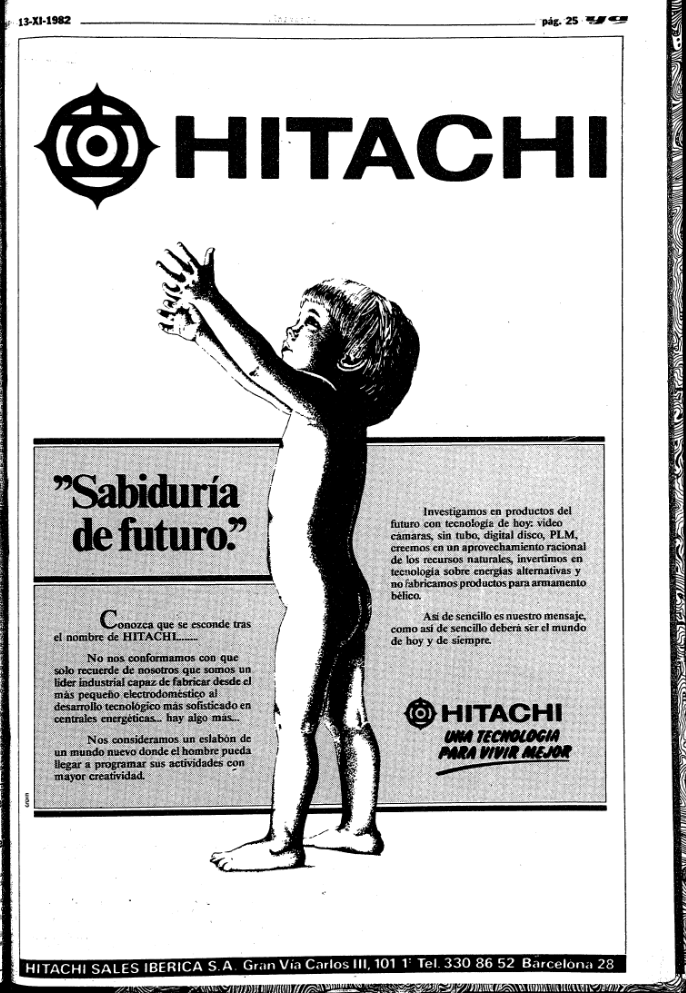 13-XI-1982
pág. 25 ya
HITACHI
"Sabiduría
de futuro."
Conozca que se esconde tras
el nombre de HITACHI.......
No nos conformamos con que
solo recuerde de nosotros que somos un
lider industrial capaz de fabricar desde el
más pequeño electrodoméstico al
desarrollo tecnológico más sofisticado en
centrales energéticas... hay algo más...
Nos consideramos un eslabón de
un mundo nuevo donde el hombre pueda
llegar a programar sus actividades con
mayor creatividad.
Investigamos en productos del
futuro con tecnología de hoy: video
cámaras, sin tubo, digital disco, PLM,
creemos en un aprovechamiento racional
de los recursos naturales, invertimos en
tecnología sobre energías alternativas y
no fabricamos productos para armamento
bélico.
Así de sencillo es nuestro mensaje,
como así de sencillo deberá ser el mundo
de hoy y de siempre.
HITACHI
UNA TECNOLOGIA
PARA VIVIR MEJOR
HITACHI SALES IBERICA S.A. Gran Vía Carlos III, 101 1º Tel. 330 86 52 Barcelona 28